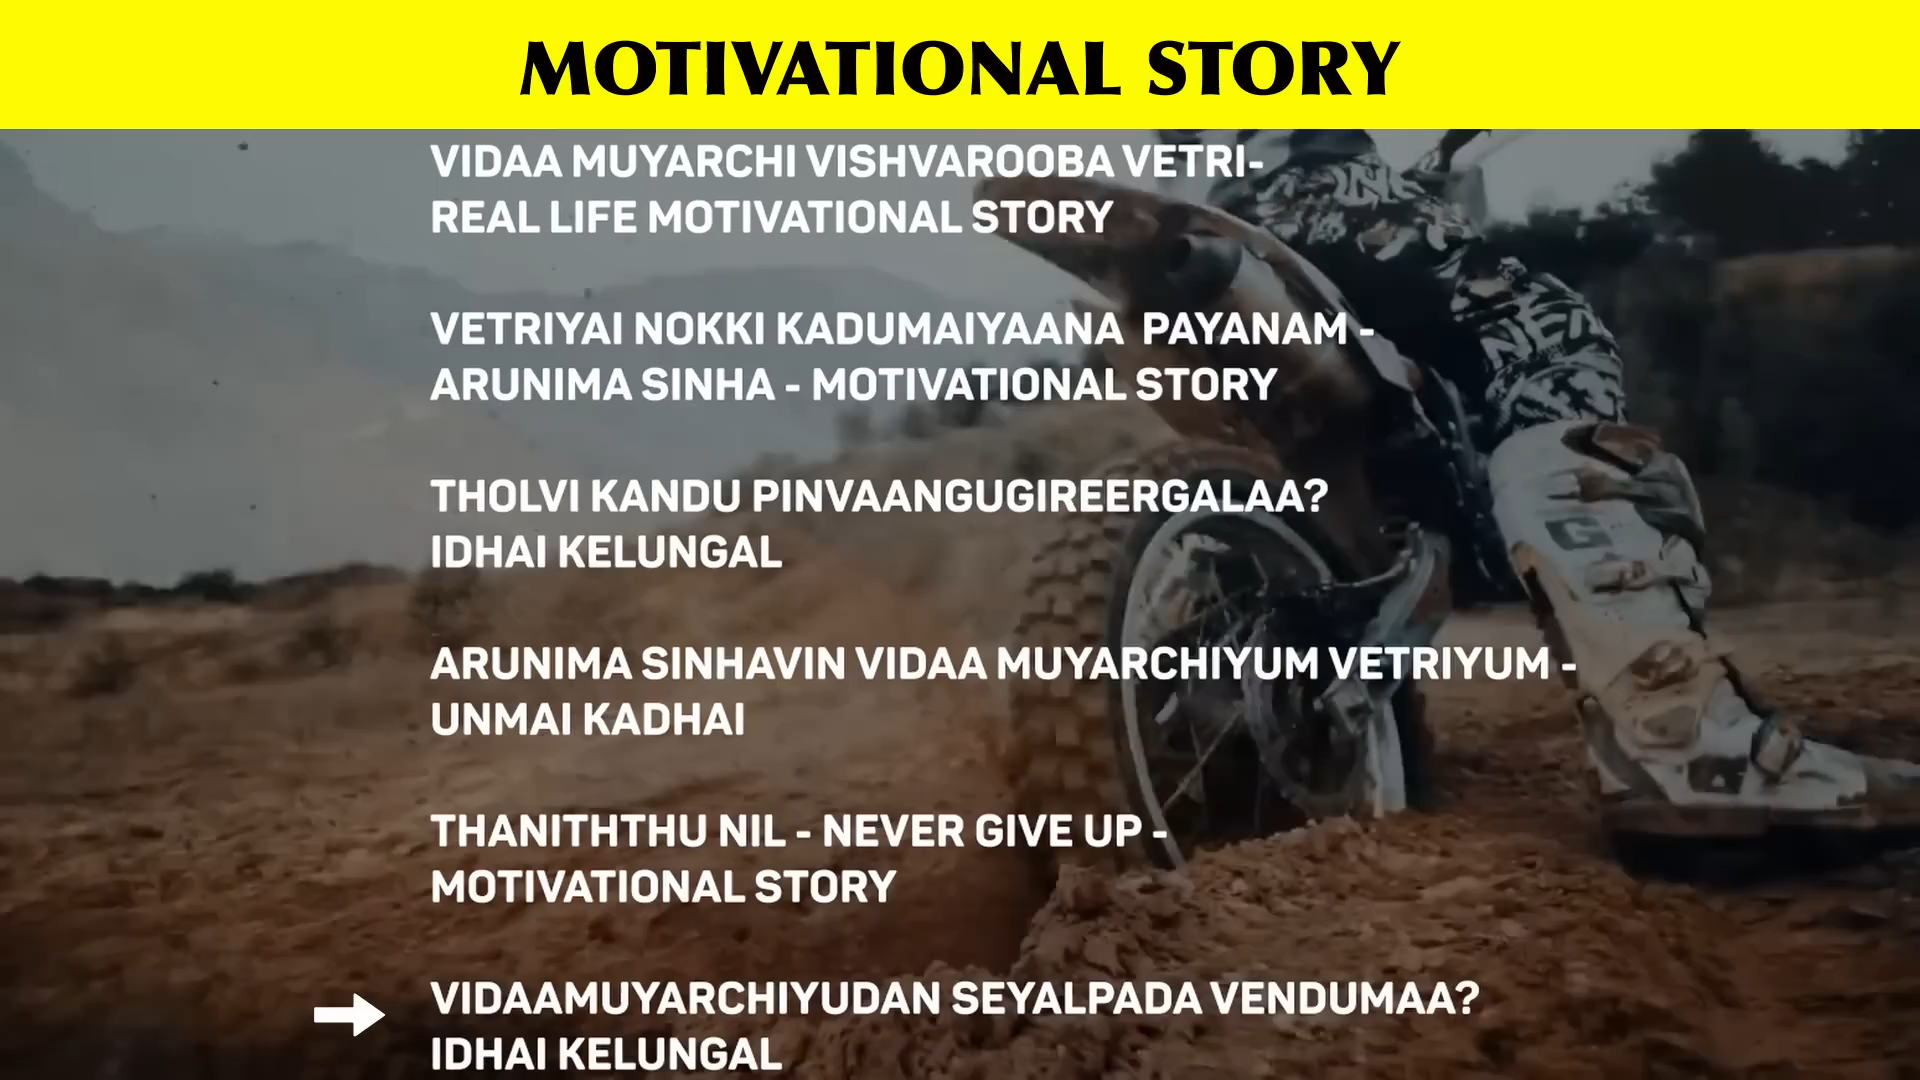 MOTIVATIONAL STORY
VIDAA MUYARCHI VISHVAROOBA VETRI-
REAL LIFE MOTIVATIONAL STORY
VETRIYAI NOKKI KADUMAIYAANA  PAYANAM -
ARUNIMA SINHA - MOTIVATIONAL STORY
THOLVI KANDU PINVAANGUGIREERGALAA?
IDHAI KELUNGAL
ARUNIMA SINHAVIN VIDAA MUYARCHIYUM VETRIYUM -
UNMAI KADHAI
THANITHTHU NIL - NEVER GIVE UP -
MOTIVATIONAL STORY
VIDAAMUYARCHIYUDAN SEYALPADA VENDUMAA?
IDHAI KELUNGAL